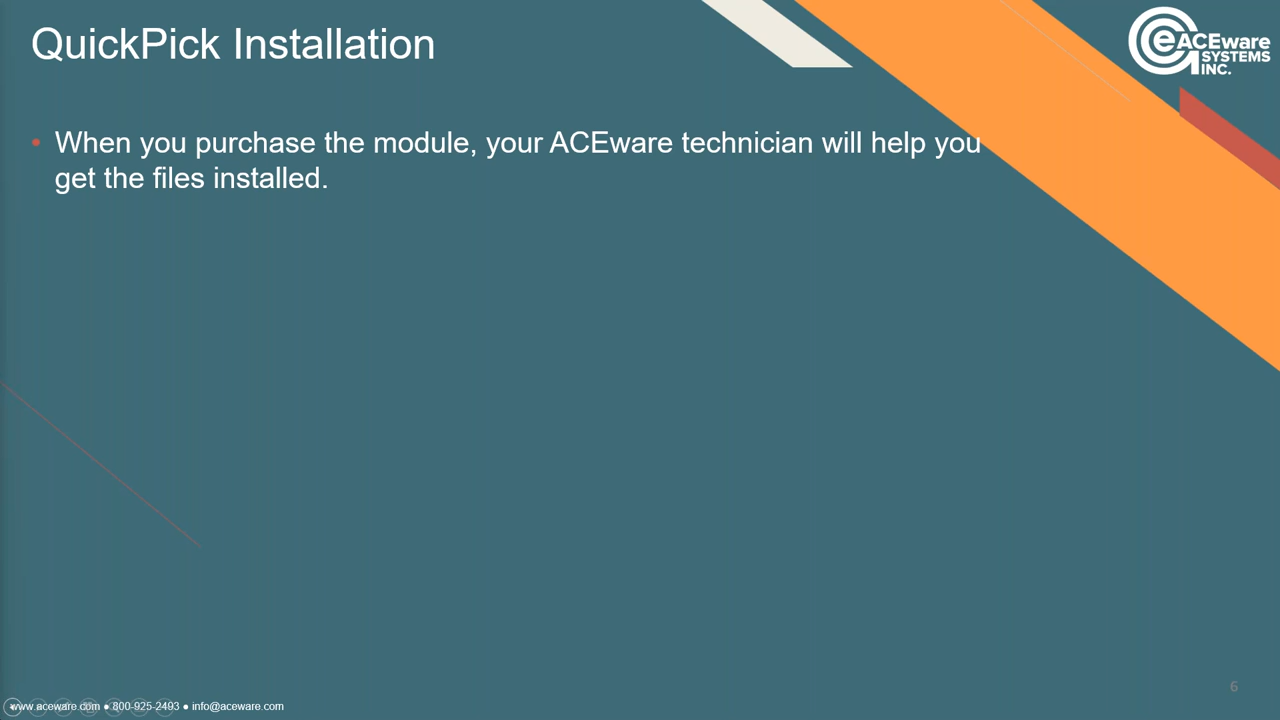 QuickPick Installation
eACEware
SYSTEMS
INC.
• When you purchase the module, your ACEware technician will help you
get the files installed.
6
www.aceware.com ● 800-925-2493 ● info@aceware.com